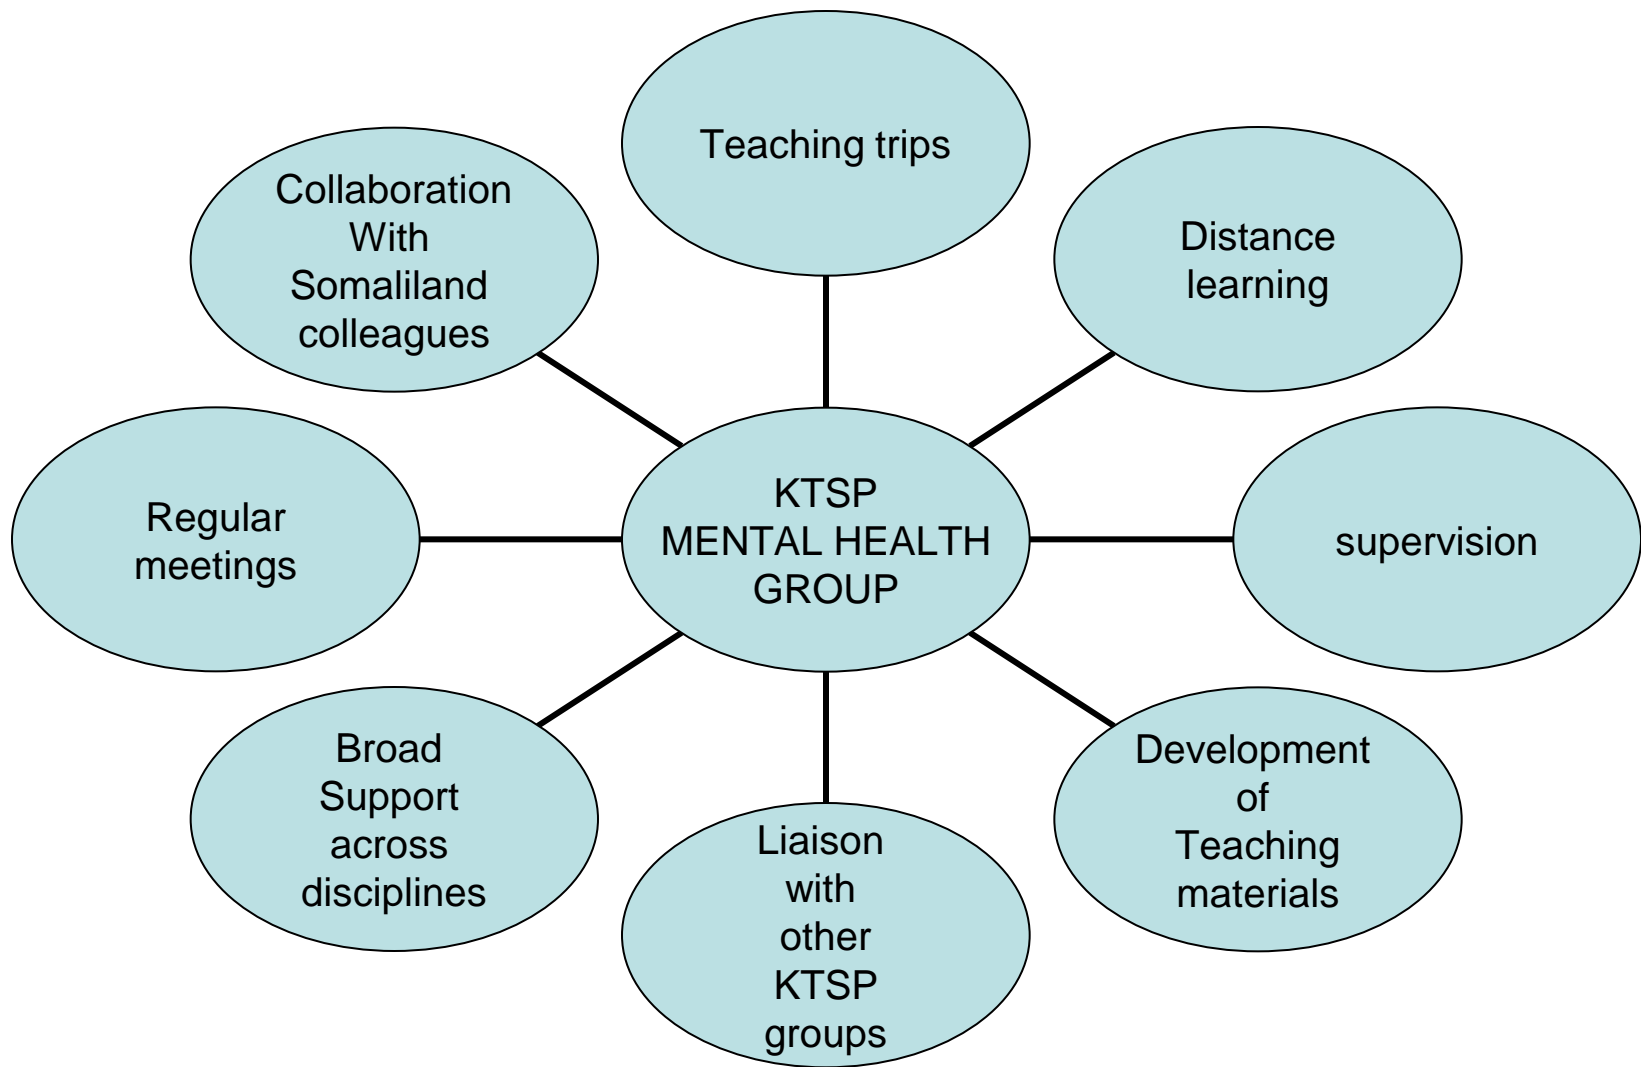 Teaching trips
Collaboration
With
Somaliland
colleagues
Distance
learning
Regular
meetings
KTSP
MENTAL HEALTH
GROUP
supervision
Broad
Support
across
disciplines
Liaison
with
other
KTSP
groups
Development
of
Teaching
materials